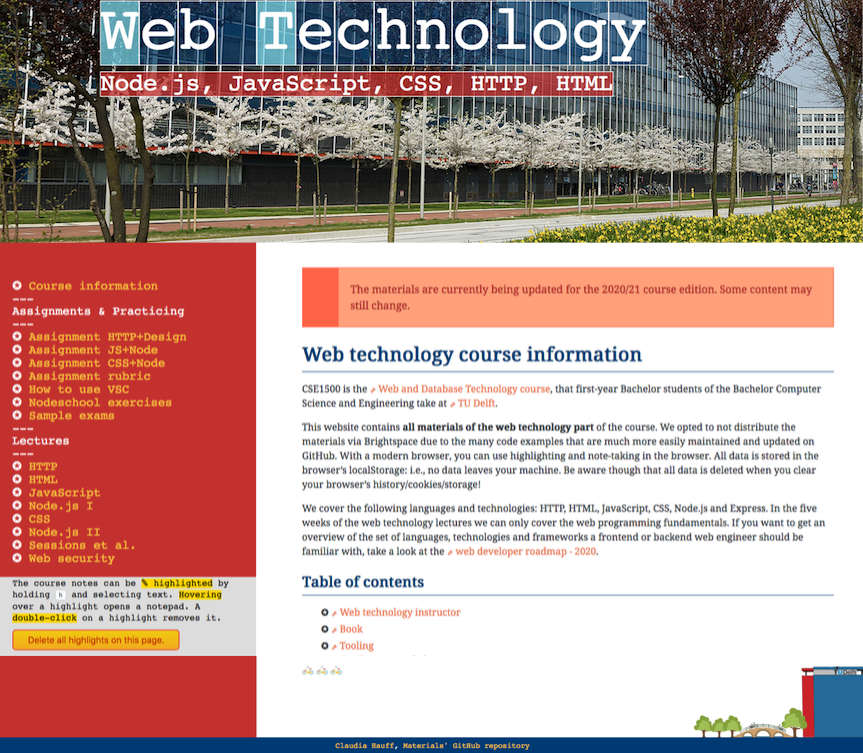 Web Technology
Node.js, JavaScript, CSS, HTTP, HTML
Course information
---
Assignments & Practicing
---
Assignment HTTP+Design
Assignment JS+Node
Assignment CSS+Node
Assignment rubric
How to use VSC
Nodeschool exercises
Sample exams
---
Lectures
---
HTTP
HTML
JavaScript
Node.js I
CSS
Node.js II
Sessions et al.
Web security
The course notes can be ✎ highlighted by
holding h and selecting text. Hovering
over a highlight opens a notepad. A
double-click on a highlight removes it.
Delete all highlights on this page.
The materials are currently being updated for the 2020/21 course edition. Some content may
still change.
Web technology course information
CSE1500 is the Web and Database Technology course, that first-year Bachelor students of the Bachelor Computer
Science and Engineering take at TU Delft.
This website contains all materials of the web technology part of the course. We opted to not distribute the
materials via Brightspace due to the many code examples that are much more easily maintained and updated on
GitHub. With a modern browser, you can use highlighting and note-taking in the browser. All data is stored in the
browser's localStorage: i.e., no data leaves your machine. Be aware though that all data is deleted when you clear
your browser's history/cookies/storage!
We cover the following languages and technologies: HTTP, HTML, JavaScript, CSS, Node.js and Express. In the five
weeks of the web technology lectures we can only cover the web programming fundamentals. If you want to get an
overview of the set of languages, technologies and frameworks a frontend or backend web engineer should be
familiar with, take a look at the web developer roadmap - 2020.
Table of contents
Web technology instructor
Book
Tooling
TU Delft
Claudia Hauff, Materials' GitHub repository